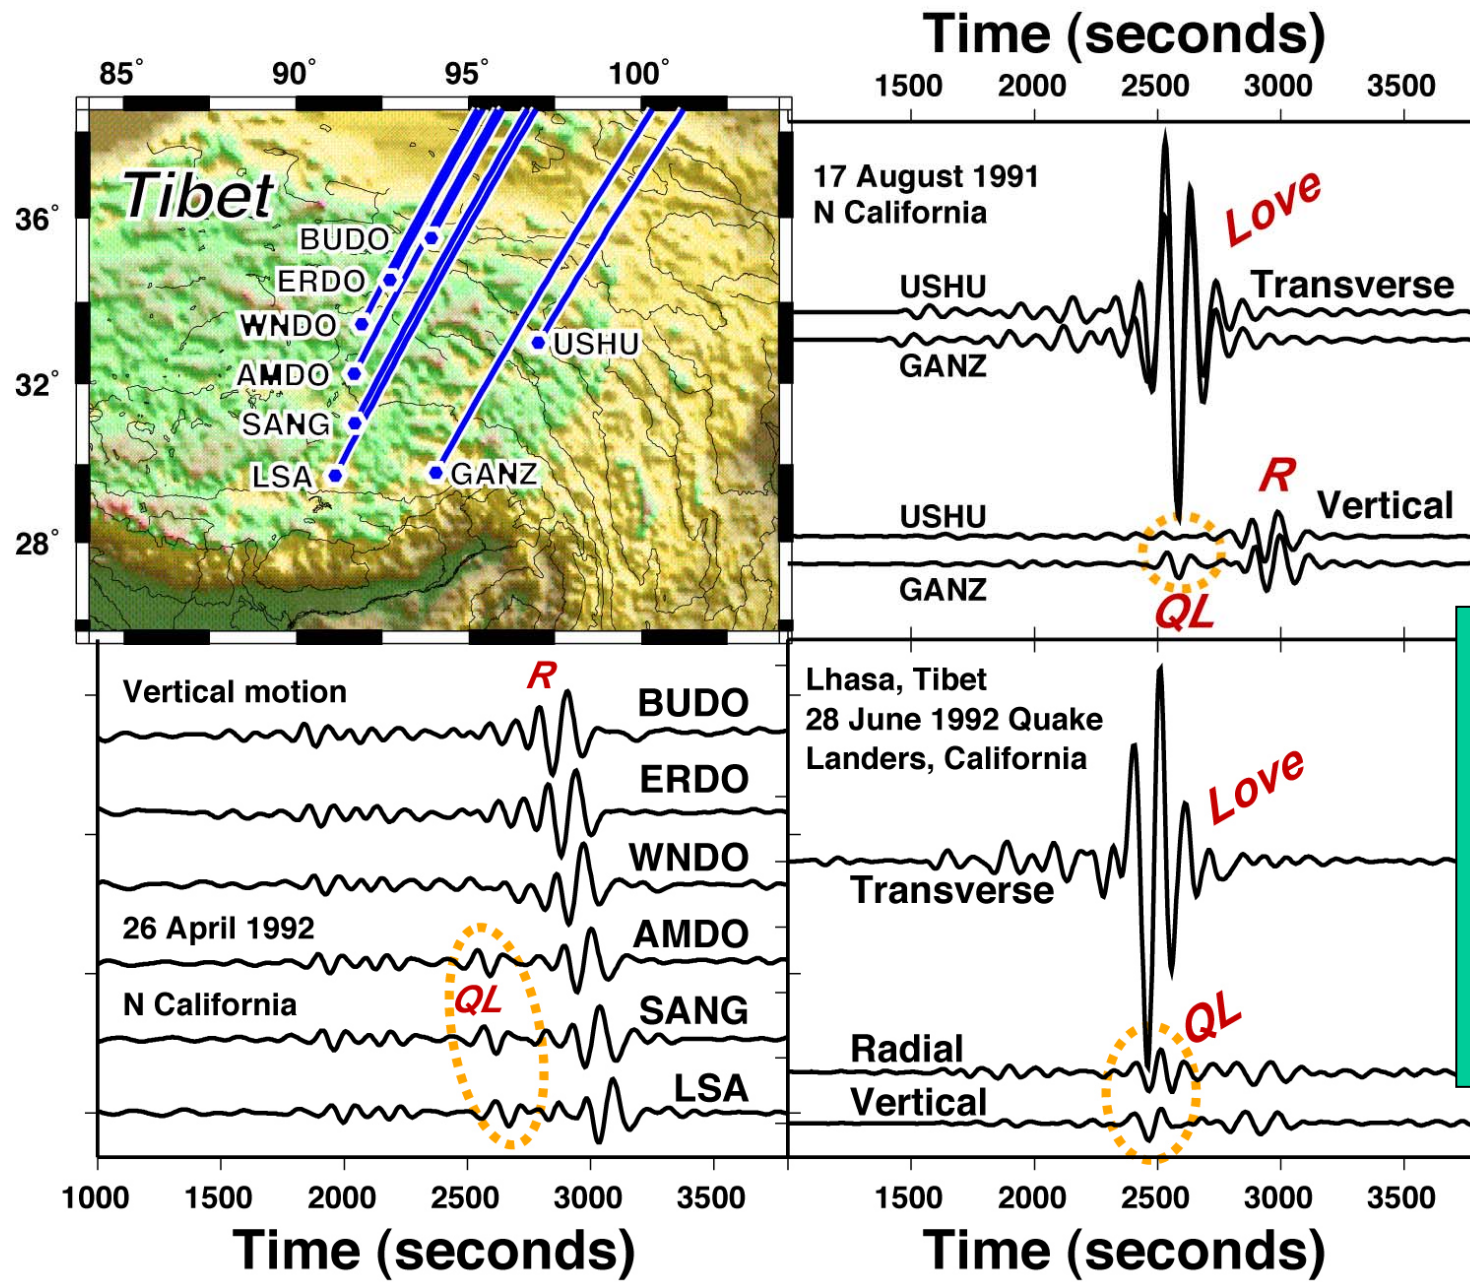 Time (seconds)
1500 2000 2500 3000 3500
85° 90° 95° 100°
36°
32°
28°
Tibet
BUDO
ERDO
WNDO
AMDO
SANG
LSA
USHU
GANZ
17 August 1991
N California
Love
USHU
Transverse
GANZ
R
USHU
Vertical
GANZ
QL
Vertical motion
R
BUDO
ERDO
WNDO
26 April 1992
AMDO
QL
N California
SANG
LSA
1000 1500 2000 2500 3000 3500
Time (seconds)
Lhasa, Tibet
28 June 1992 Quake
Landers, California
Love
Transverse
QL
Radial
Vertical
1500 2000 2500 3000 3500
Time (seconds)